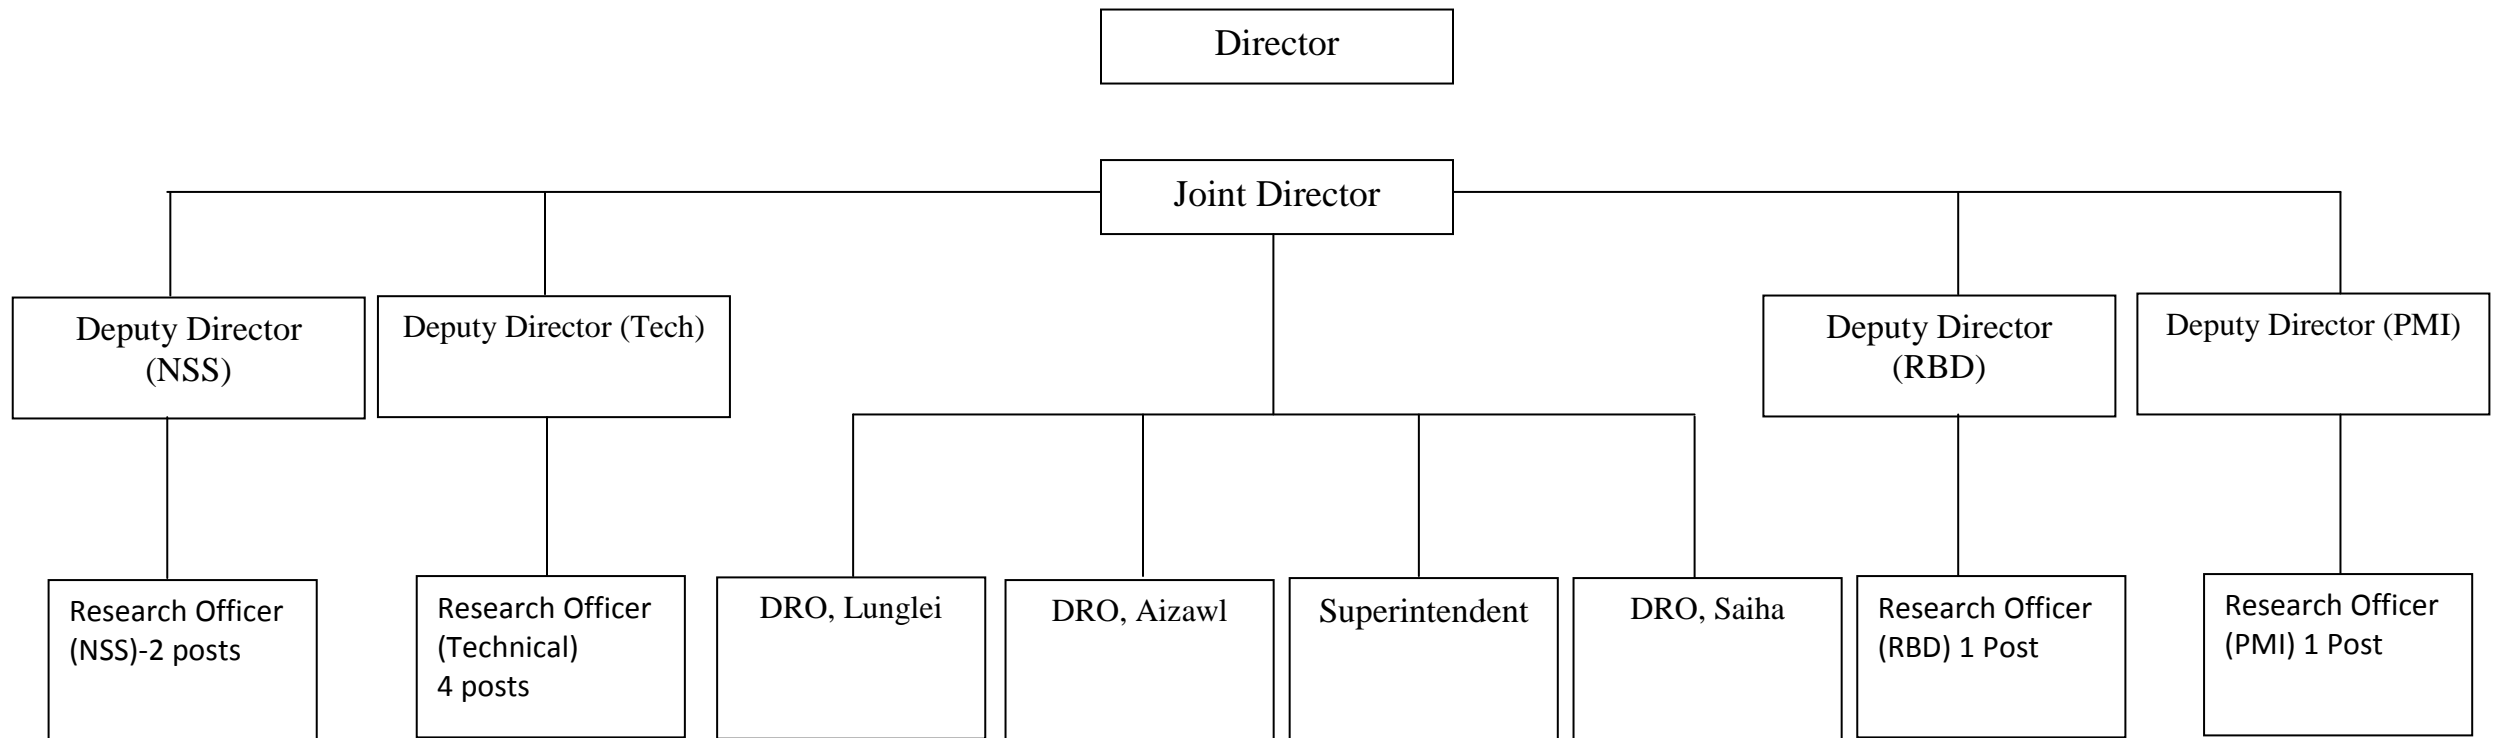 Director
Joint Director
Deputy Director
(NSS)
Deputy Director (Tech)
Deputy Director
(RBD)
Deputy Director (PMI)
Research Officer
(NSS)-2 posts
Research Officer
(Technical)
4 posts
DRO, Lunglei
DRO, Aizawl
Superintendent
DRO, Saiha
Research Officer
(RBD) 1 Post
Research Officer
(PMI) 1 Post